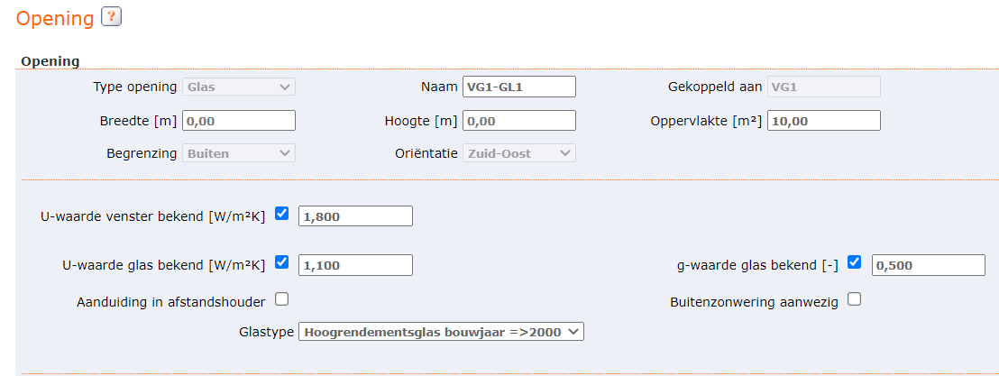 Opening ?
Opening
Type opening Glas Naam VG1-GL1 Gekoppeld aan VG1
Breedte [m] 0,00 Hoogte [m] 0,00 Oppervlakte [m²] 10,00
Begrenzing Buiten Oriëntatie Zuid-Oost
U-waarde venster bekend [W/m²K] 1,800
U-waarde glas bekend [W/m²K] 1,100 g-waarde glas bekend [-] 0,500
Aanduiding in afstandshouder Buitenzonwering aanwezig
Glastype Hoogrendementsglas bouwjaar =>2000